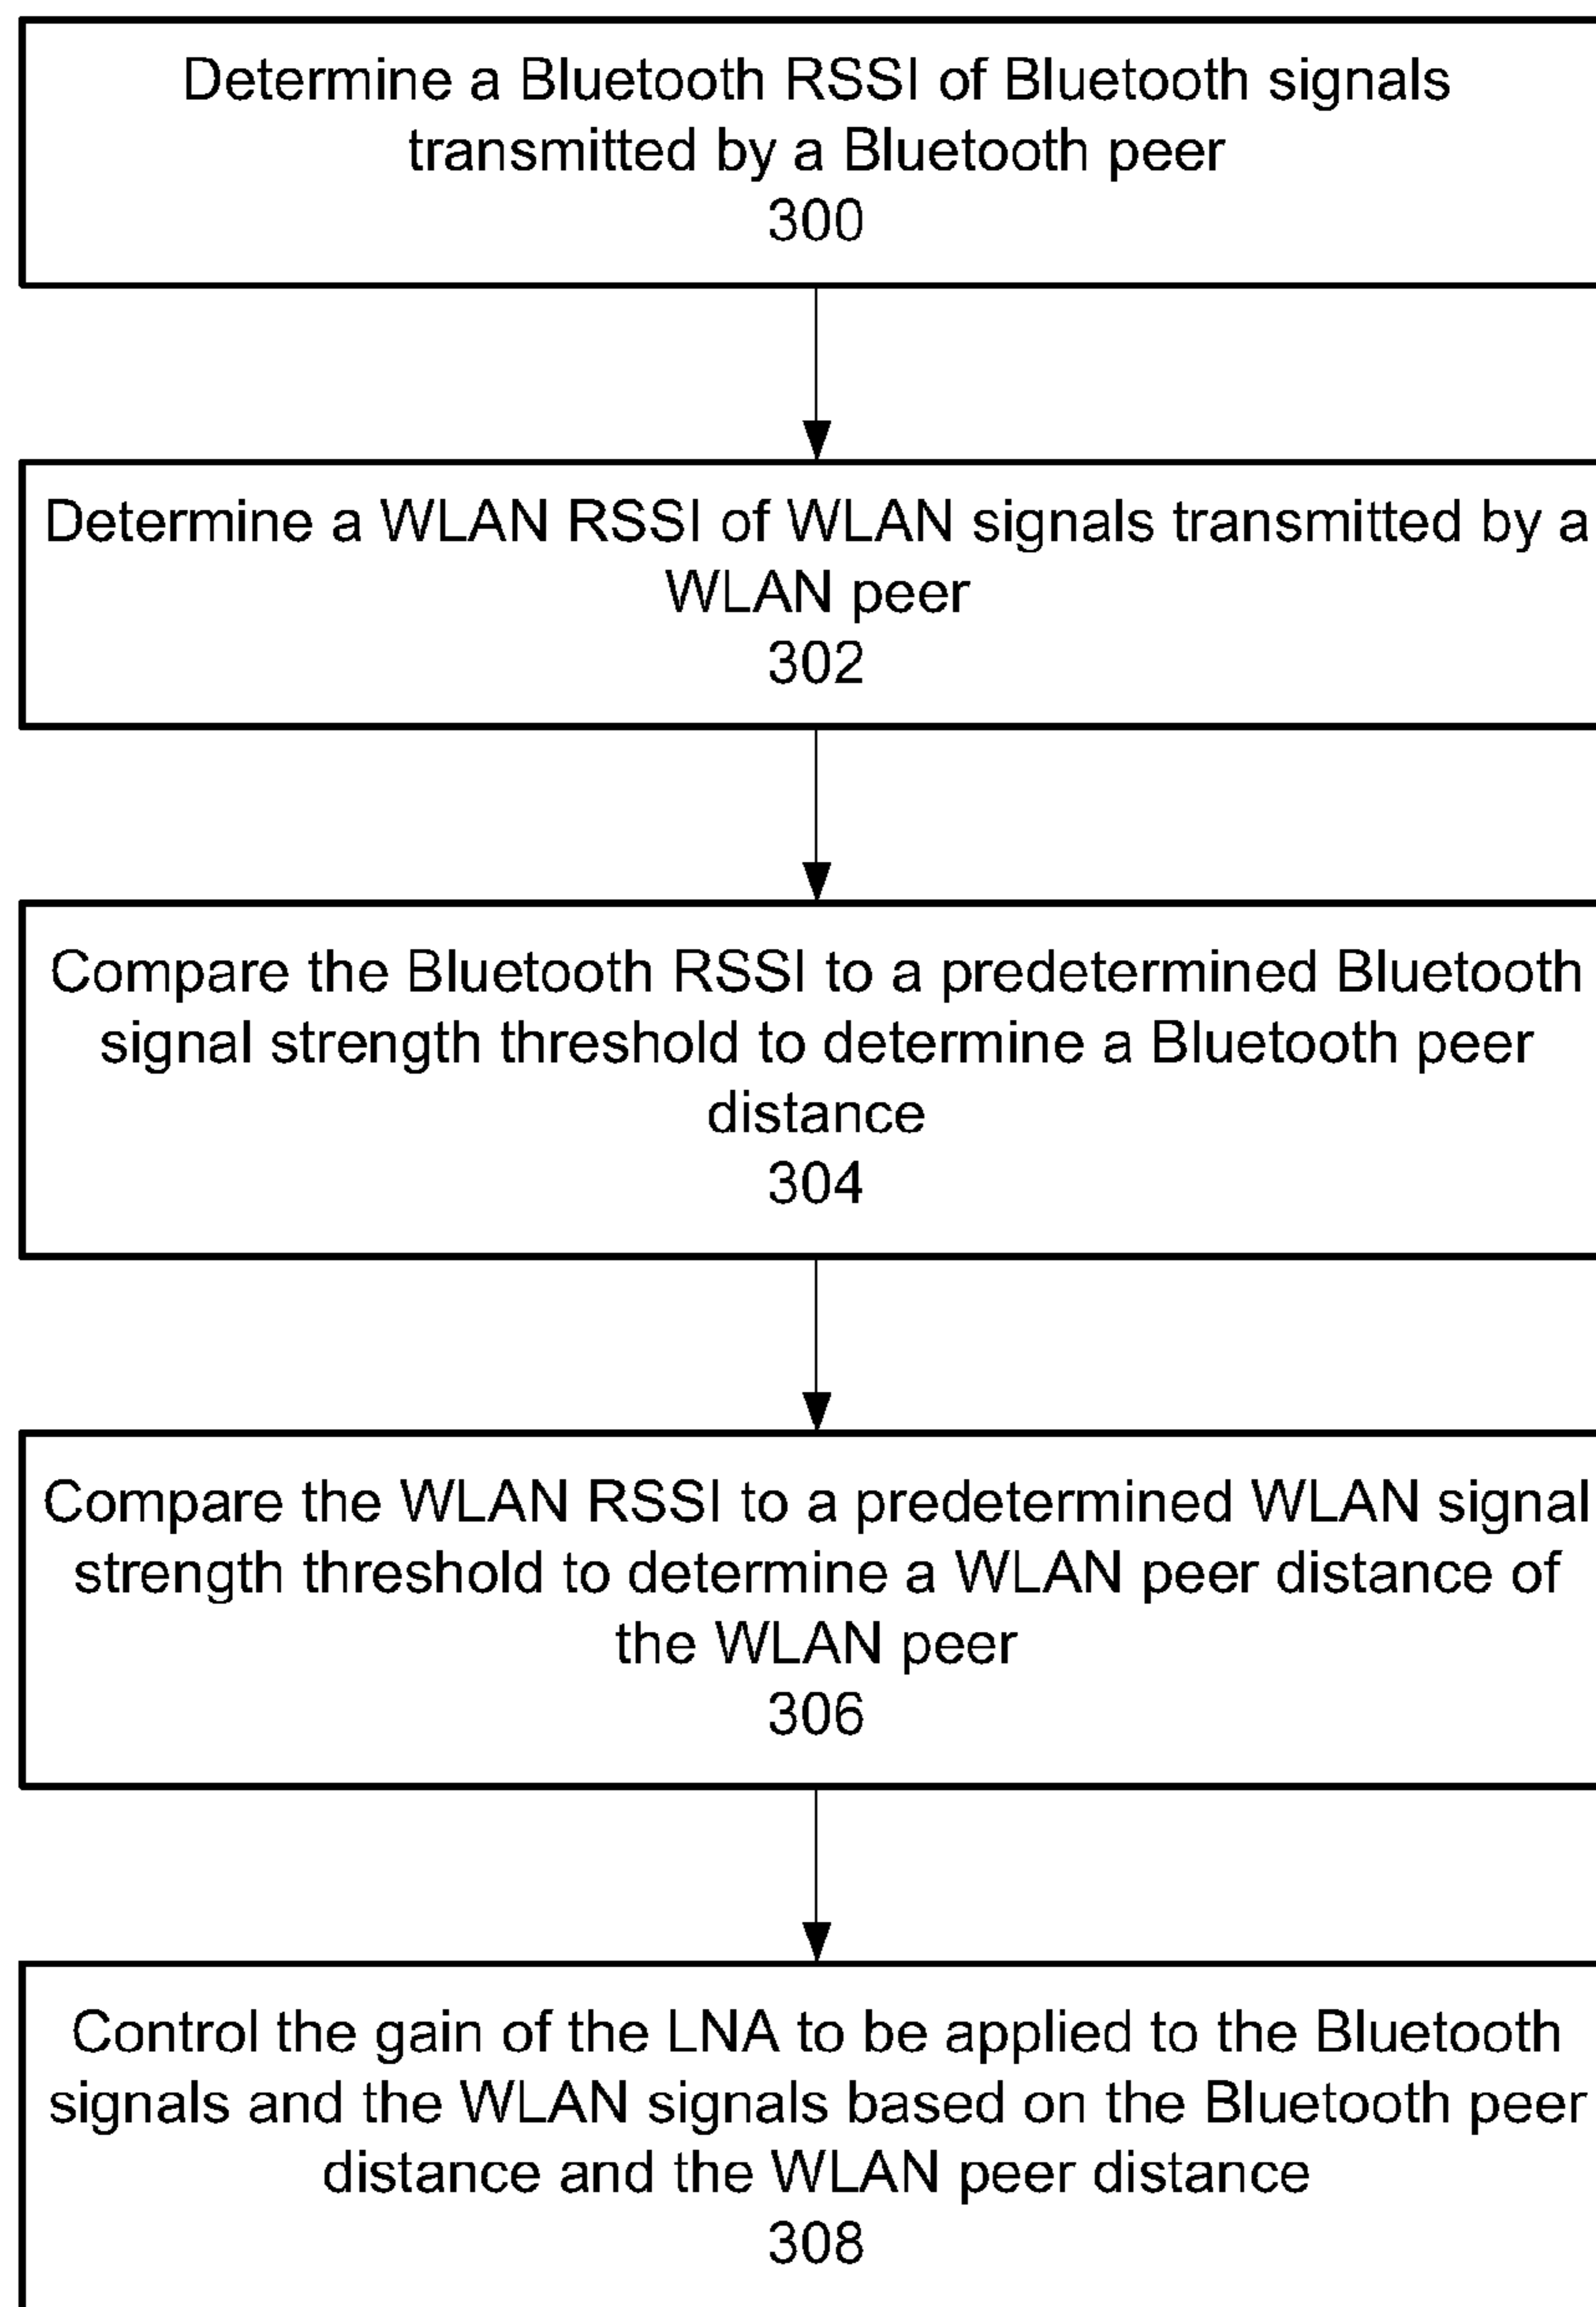 Determine a Bluetooth RSSI of Bluetooth signals
transmitted by a Bluetooth peer
300
Determine a WLAN RSSI of WLAN signals transmitted by a
WLAN peer
302
Compare the Bluetooth RSSI to a predetermined Bluetooth
signal strength threshold to determine a Bluetooth peer
distance
304
Compare the WLAN RSSI to a predetermined WLAN signal
strength threshold to determine a WLAN peer distance of
the WLAN peer
306
Control the gain of the LNA to be applied to the Bluetooth
signals and the WLAN signals based on the Bluetooth peer
distance and the WLAN peer distance
308